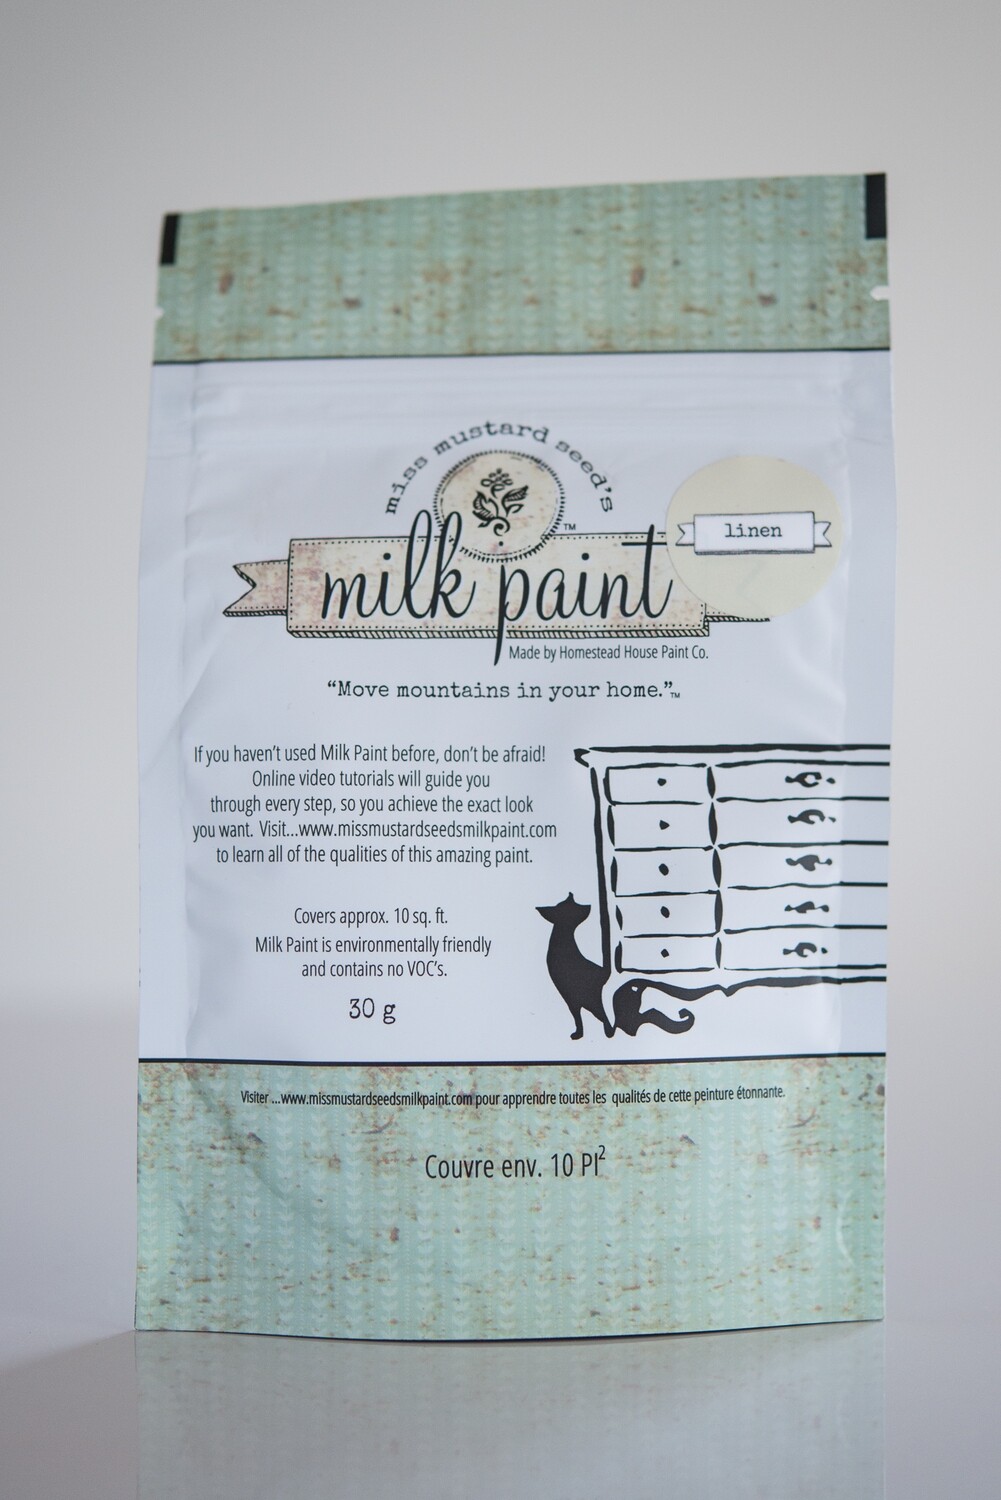 miss mustard seed's
TM
milk paint
linen
Made by Homestead House Paint Co.
“Move mountains in your home.”TM
If you haven't used Milk Paint before, don't be afraid!
Online video tutorials will guide you
through every step, so you achieve the exact look
you want. Visit...www.missmustardseedsmilkpaint.com
to learn all of the qualities of this amazing paint.
Covers approx. 10 sq. ft.
Milk Paint is environmentally friendly
and contains no VOC's.
30 g
Visiter ...www.missmustardseedsmilkpaint.com pour apprendre toutes les qualités de cette peinture étonnante.
Couvre env. 10 PI²